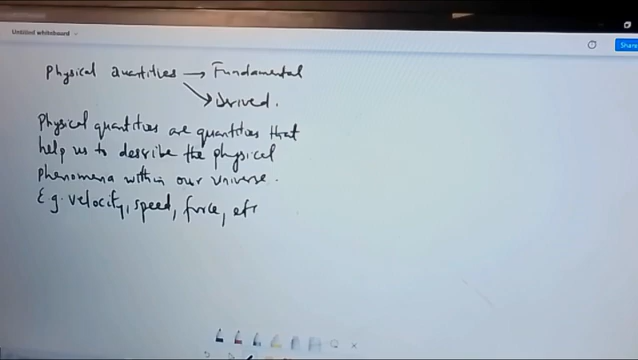 Untitled whiteboard
Share
Physical quantities → Fundamental
↘ Derived.
Physical quantities are quantities that
help us to describe the physical
phenomena within our universe.
E.g. velocity, speed, force, etc